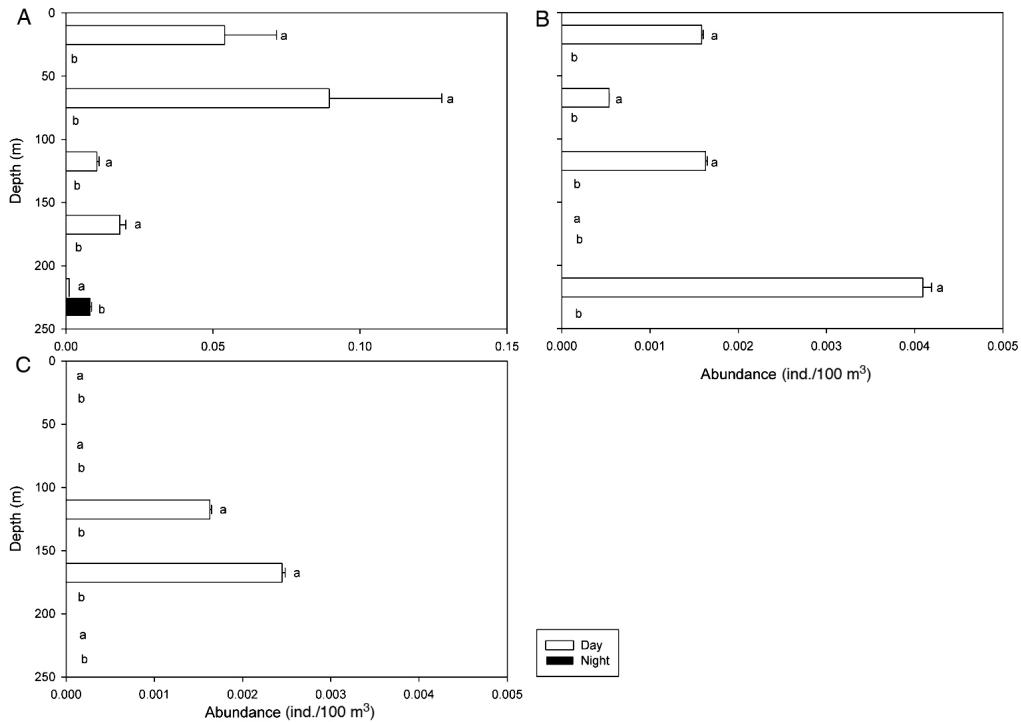 A
0
50
100
150
200
250
Depth (m)
a
b
a
b
a
b
a
b
a
b
0.00
0.05
0.10
0.15
B
a
b
a
b
a
b
a
b
a
b
0.000
0.001
0.002
0.003
0.004
0.005
Abundance (ind./100 m³)
C
0
50
100
150
200
250
Depth (m)
a
b
a
b
a
b
a
b
a
b
0.000
0.001
0.002
0.003
0.004
0.005
Abundance (ind./100 m³)
Day
Night